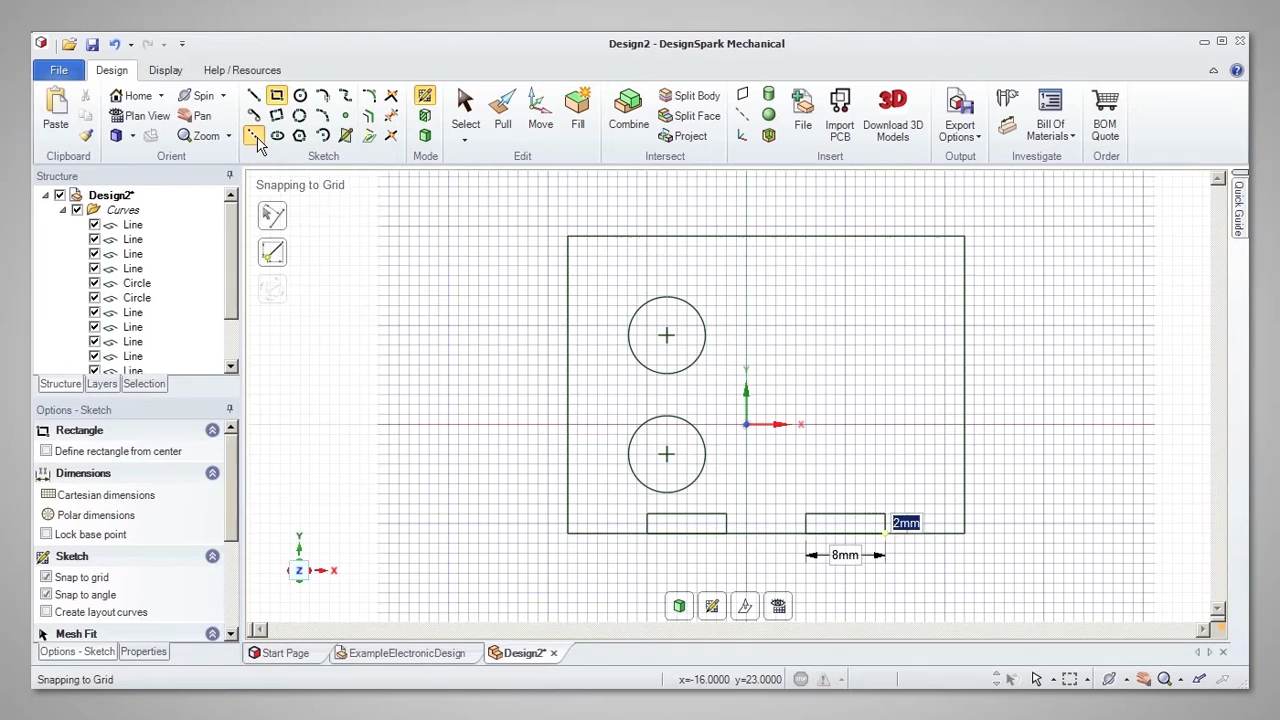 Design2 - DesignSpark Mechanical
File Design Display Help / Resources
Paste
Home Spin
Plan View Pan
Zoom
Select Pull Move Fill
Combine
Split Body
Split Face
Project
File Import PCB Download 3D Models
Export Options
Bill of Materials
BOM Quote
Clipboard Orient Sketch Mode Edit Intersect Insert Output Investigate Order
Structure
Design2*
Curves
Line
Line
Line
Line
Circle
Circle
Line
Line
Line
Line
Line
Structure Layers Selection
Options - Sketch
Rectangle
Define rectangle from center
Dimensions
Cartesian dimensions
Polar dimensions
Lock base point
Sketch
Snap to grid
Snap to angle
Create layout curves
Mesh Fit
Options - Sketch Properties
Snapping to Grid
Quick Guide
Y
X
2mm
8mm
Y
Z X
Start Page ExampleElectronicDesign Design2*
Snapping to Grid x=-16.0000 y=23.0000